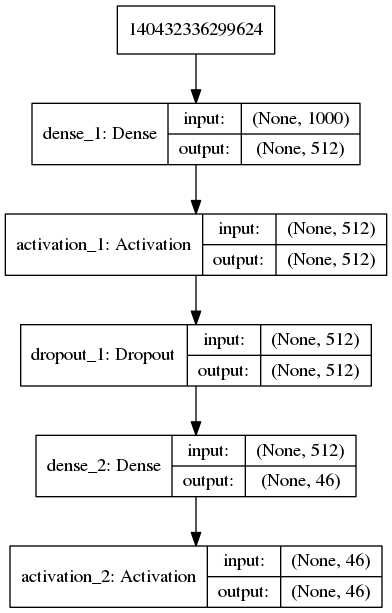 140432336299624
dense_1: Dense
input: (None, 1000)
output: (None, 512)
activation_1: Activation
input: (None, 512)
output: (None, 512)
dropout_1: Dropout
input: (None, 512)
output: (None, 512)
dense_2: Dense
input: (None, 512)
output: (None, 46)
activation_2: Activation
input: (None, 46)
output: (None, 46)